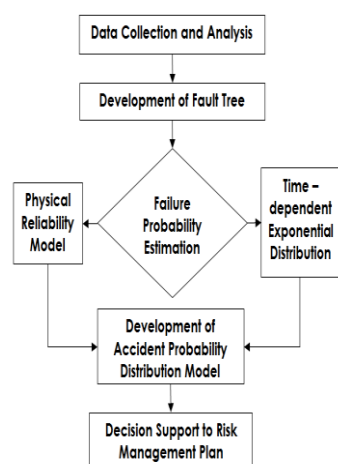 Data Collection and Analysis
Development of Fault Tree
Physical
Reliability
Model
Failure
Probability
Estimation
Time –
dependent
Exponential
Distribution
Development of
Accident Probability
Distribution Model
Decision Support to Risk
Management Plan